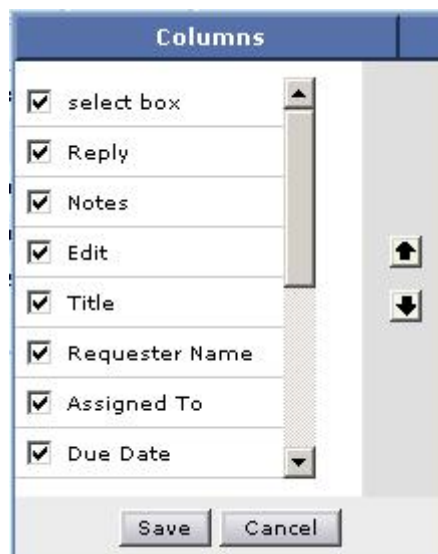 Columns
select box
Reply
Notes
Edit
Title
Requester Name
Assigned To
Due Date
Save Cancel